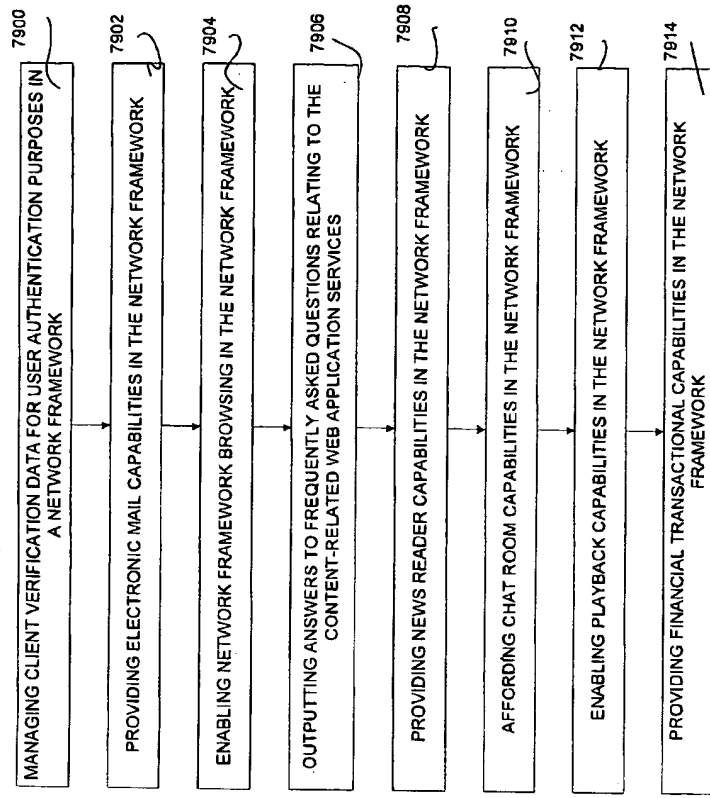 7900
MANAGING CLIENT VERIFICATION DATA FOR USER AUTHENTICATION PURPOSES IN
A NETWORK FRAMEWORK
7902
PROVIDING ELECTRONIC MAIL CAPABILITIES IN THE NETWORK FRAMEWORK
7904
ENABLING NETWORK FRAMEWORK BROWSING IN THE NETWORK FRAMEWORK
7906
OUTPUTTING ANSWERS TO FREQUENTLY ASKED QUESTIONS RELATING TO THE
CONTENT-RELATED WEB APPLICATION SERVICES
7908
PROVIDING NEWS READER CAPABILITIES IN THE NETWORK FRAMEWORK
7910
AFFORDING CHAT ROOM CAPABILITIES IN THE NETWORK FRAMEWORK
7912
ENABLING PLAYBACK CAPABILITIES IN THE NETWORK FRAMEWORK
7914
PROVIDING FINANCIAL TRANSACTIONAL CAPABILITIES IN THE NETWORK
FRAMEWORK